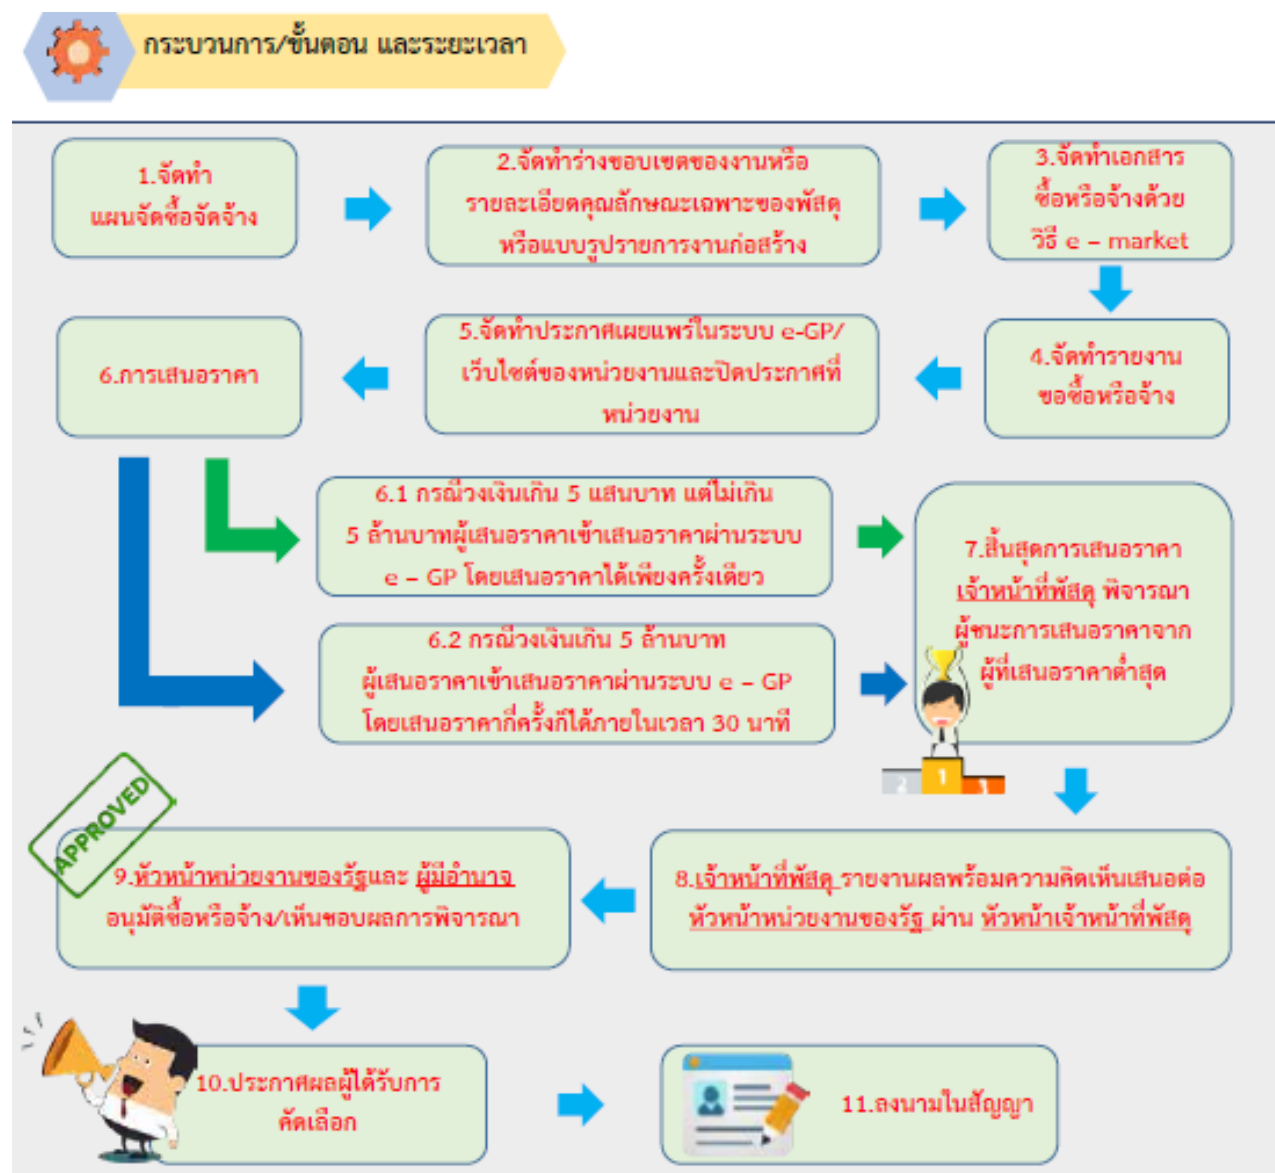 กระบวนการ/ขั้นตอน และระยะเวลา
1.จัดทำ
แผนจัดซื้อจัดจ้าง
2.จัดทำร่างขอบเขตของงานหรือ
รายละเอียดคุณลักษณะเฉพาะของพัสดุ
หรือแบบรูปรายการงานก่อสร้าง
3.จัดทำเอกสาร
ซื้อหรือจ้างด้วย
วิธี e – market
4.จัดทำรายงาน
ขอซื้อหรือจ้าง
5.จัดทำประกาศเผยแพร่ในระบบ e-GP/
เว็บไซต์ของหน่วยงานและปิดประกาศที่
หน่วยงาน
6.การเสนอราคา
6.1 กรณีวงเงินเกิน 5 แสนบาท แต่ไม่เกิน
5 ล้านบาทผู้เสนอราคาเข้าเสนอราคาผ่านระบบ
e – GP โดยเสนอราคาได้เพียงครั้งเดียว
6.2 กรณีวงเงินเกิน 5 ล้านบาท
ผู้เสนอราคาเข้าเสนอราคาผ่านระบบ e – GP
โดยเสนอราคากี่ครั้งก็ได้ภายในเวลา 30 นาที
7.สิ้นสุดการเสนอราคา
เจ้าหน้าที่พัสดุ พิจารณา
ผู้ชนะการเสนอราคาจาก
ผู้ที่เสนอราคาต่ำสุด
2 1 3
8.เจ้าหน้าที่พัสดุ รายงานผลพร้อมความคิดเห็นเสนอต่อ
หัวหน้าหน่วยงานของรัฐ ผ่าน หัวหน้าเจ้าหน้าที่พัสดุ
APPROVED
9.หัวหน้าหน่วยงานของรัฐและ ผู้มีอำนาจ
อนุมัติซื้อหรือจ้าง/เห็นชอบผลการพิจารณา
10.ประกาศผลผู้ได้รับการ
คัดเลือก
11.ลงนามในสัญญา